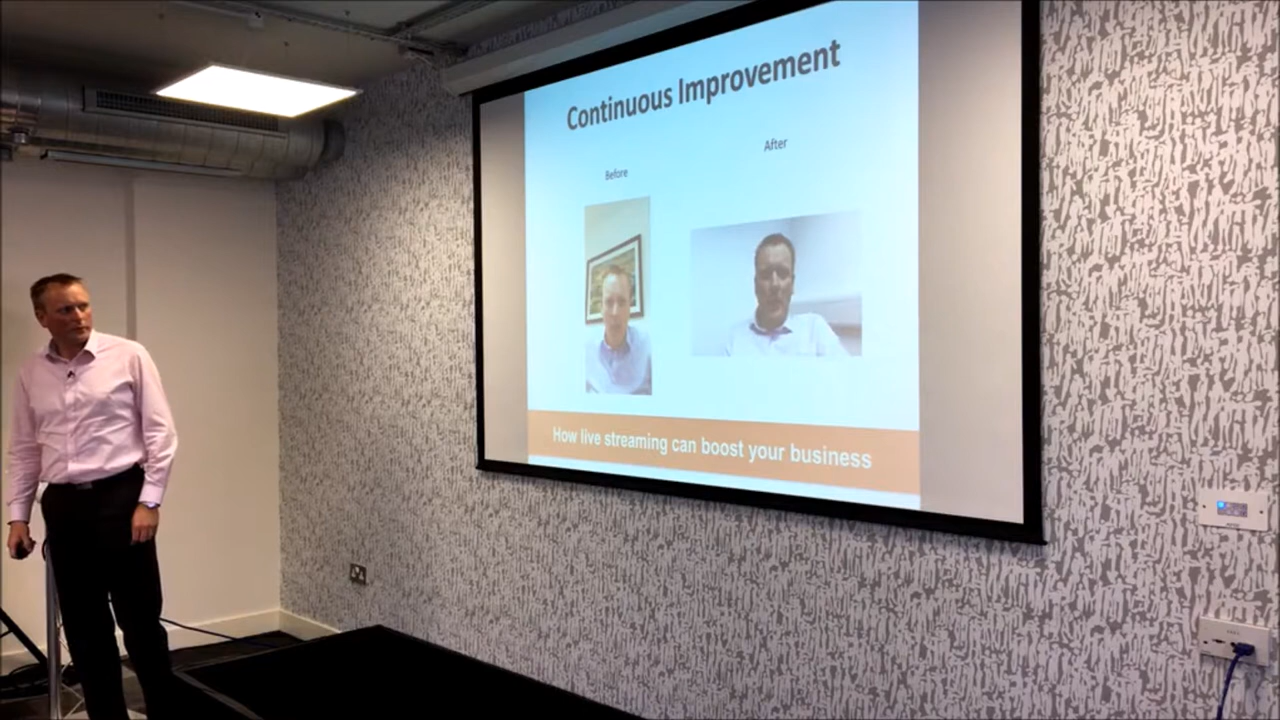 Continuous Improvement
Before
After
How live streaming can boost your business